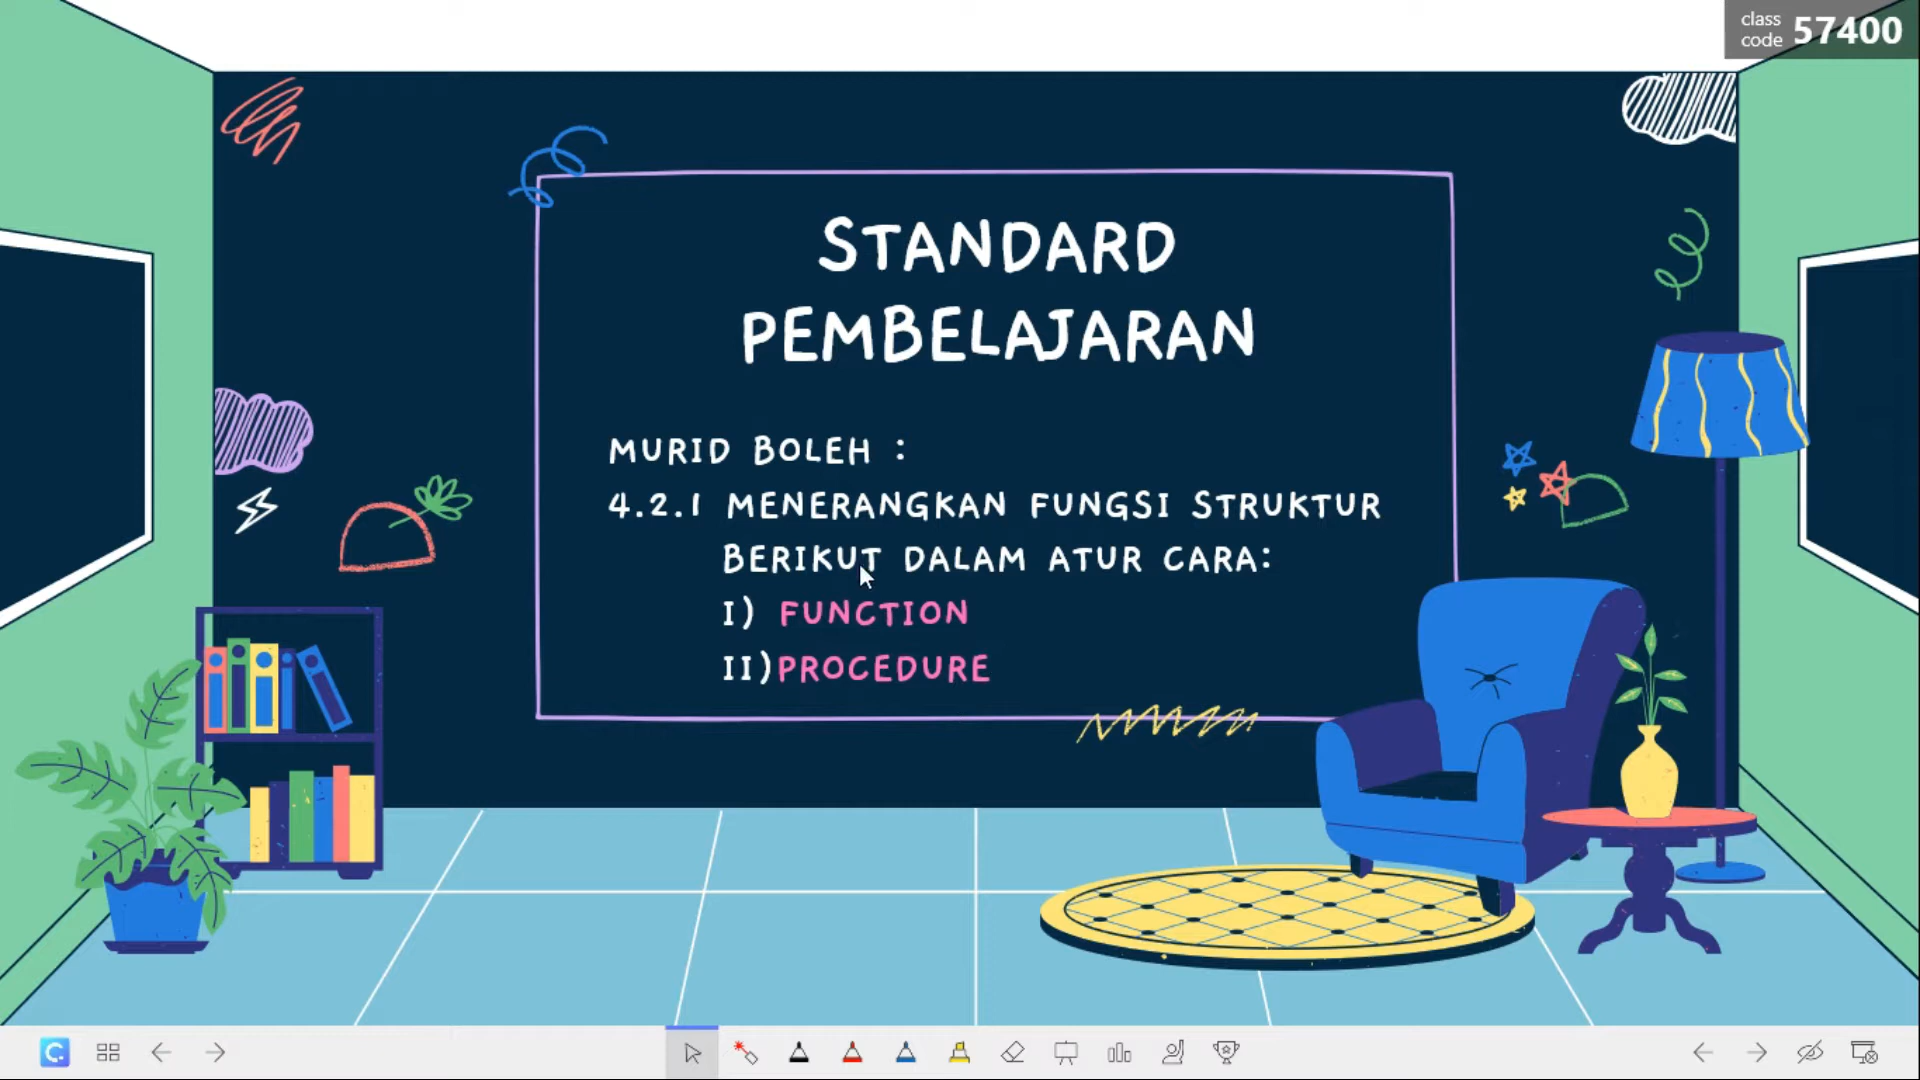 class
code 57400
STANDARD
PEMBELAJARAN
MURID BOLEH :
4.2.1 MENERANGKAN FUNGSI STRUKTUR
BERIKUT DALAM ATUR CARA:
I) FUNCTION
II)PROCEDURE